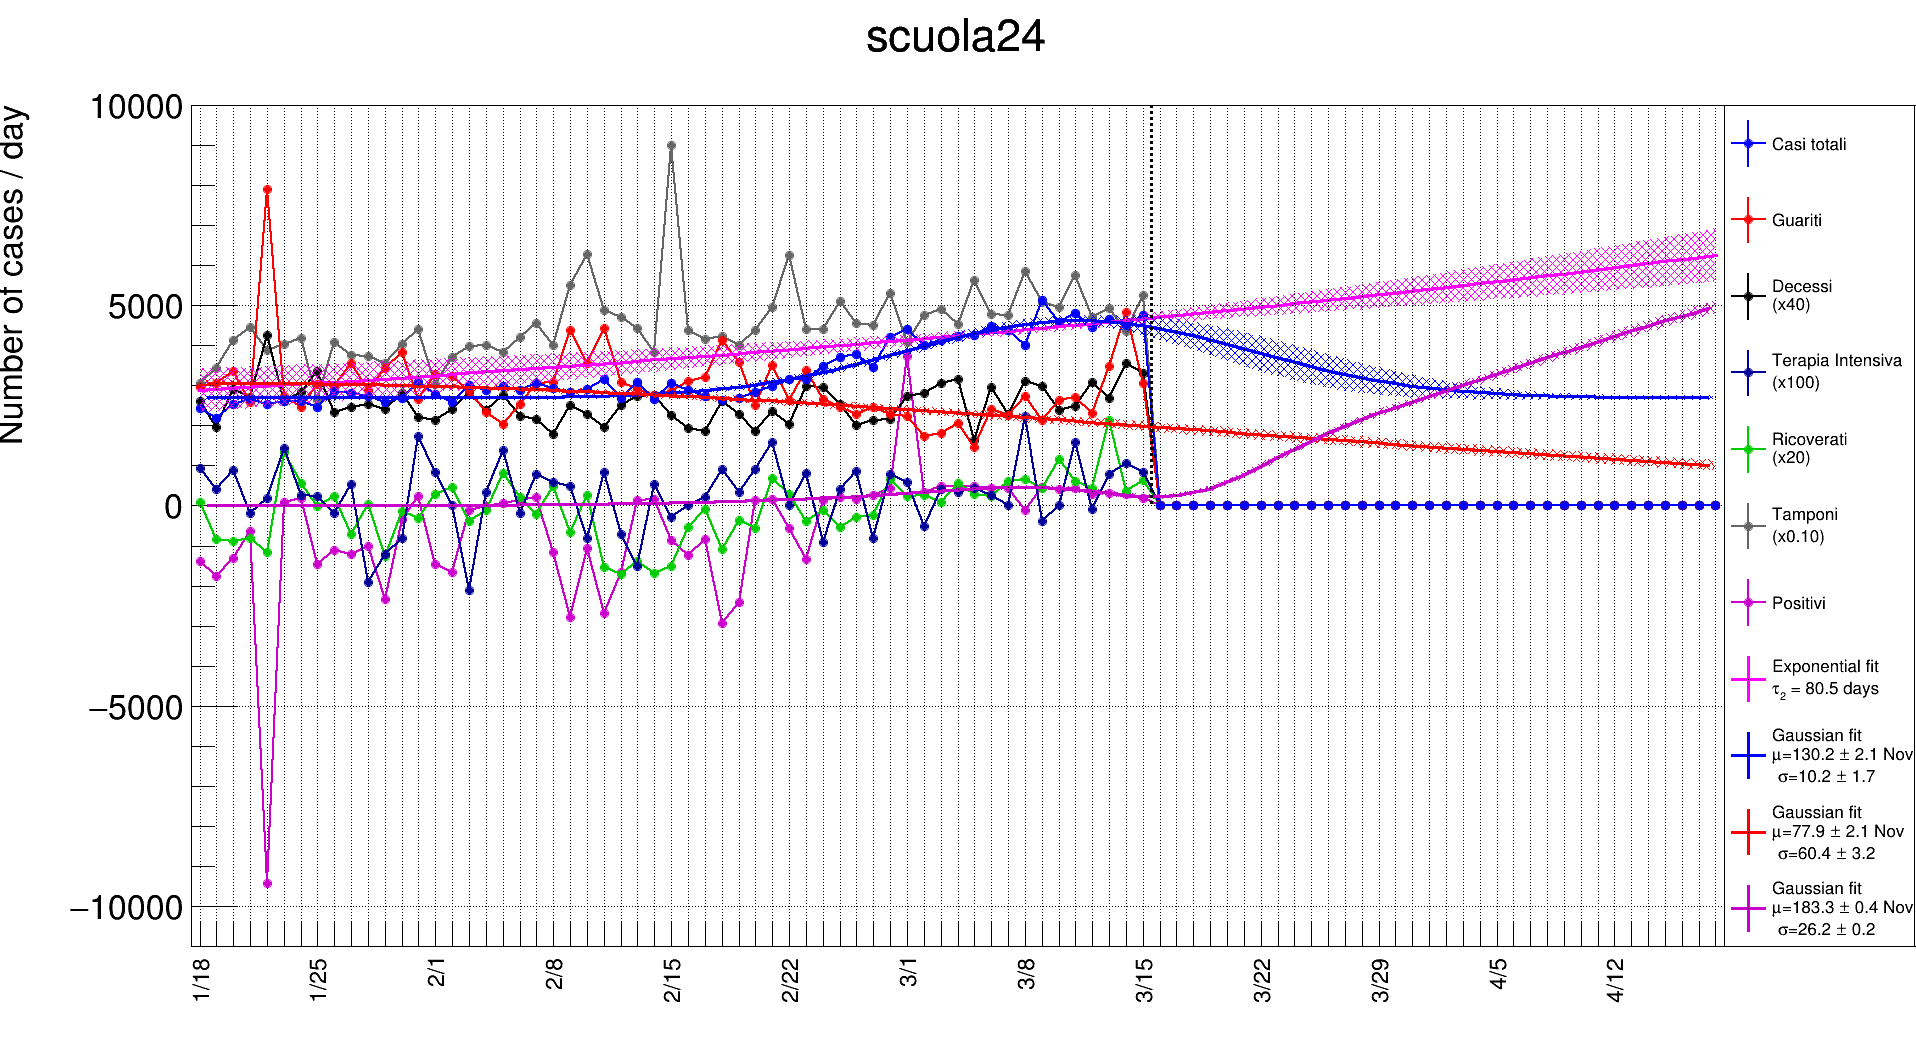 scuola24
Number of cases / day
10000
5000
0
−5000
−10000
1/18
1/25
2/1
2/8
2/15
2/22
3/1
3/8
3/15
3/22
3/29
4/5
4/12
Casi totali
Guariti
Decessi
(x40)
Terapia Intensiva
(x100)
Ricoverati
(x20)
Tamponi
(x0.10)
Positivi
Exponential fit
τ2 = 80.5 days
Gaussian fit
μ=130.2 ± 2.1 Nov
σ=10.2 ± 1.7
Gaussian fit
μ=77.9 ± 2.1 Nov
σ=60.4 ± 3.2
Gaussian fit
μ=183.3 ± 0.4 Nov
σ=26.2 ± 0.2